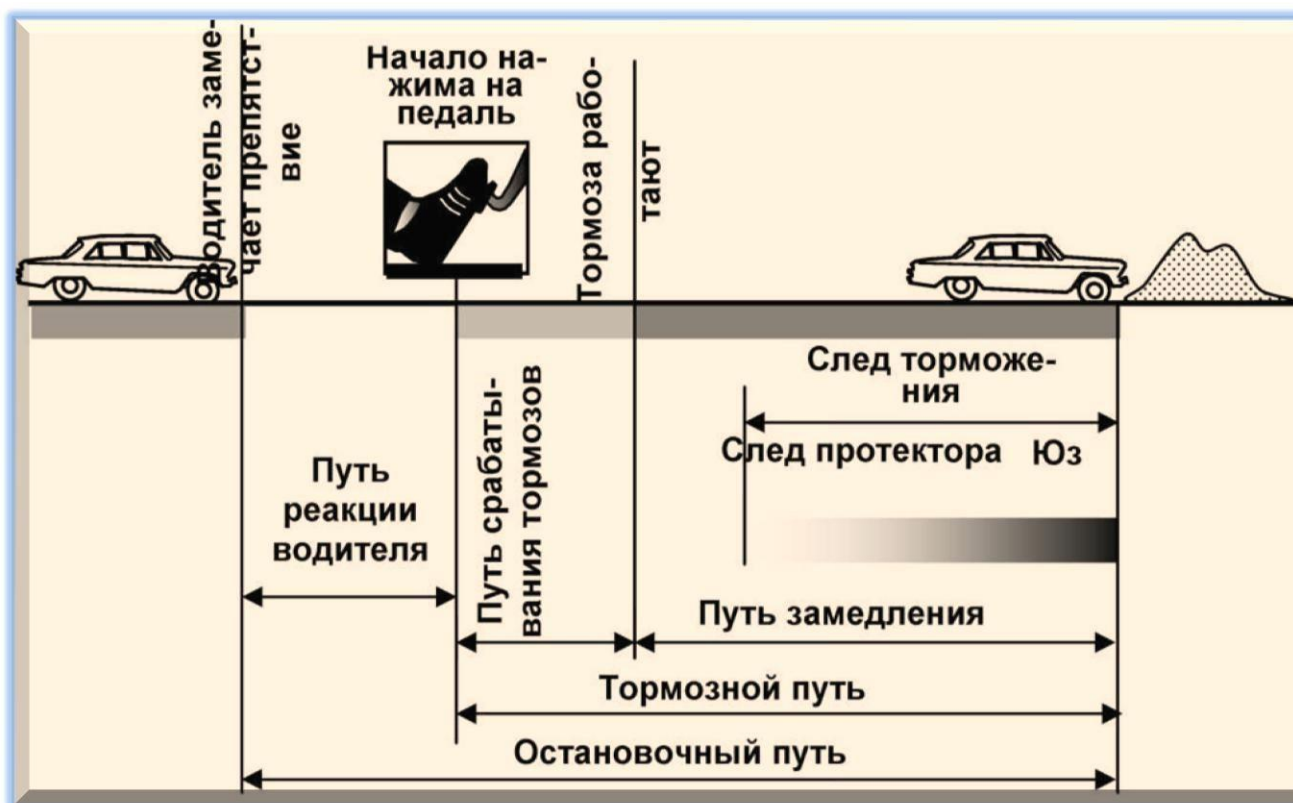 Водитель заме-
чает препятст-
вие
Начало на-
жима на
педаль
Тормоза рабо-
тают
След торможе-
ния
След протектора Юз
Путь
реакции
водителя
Путь срабаты-
вания тормозов
Путь замедления
Тормозной путь
Остановочный путь